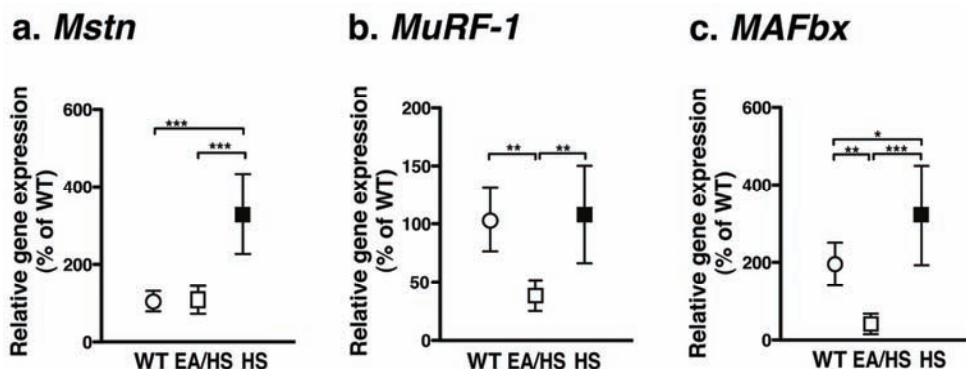 a. Mstn
Relative gene expression
(% of WT)
600
400
200
0
***
***
WT EA/HS HS
b. MuRF-1
Relative gene expression
(% of WT)
200
150
100
50
0
** **
WT EA/HS HS
c. MAFbx
Relative gene expression
(% of WT)
600
400
200
0
*
** ***
WT EA/HS HS